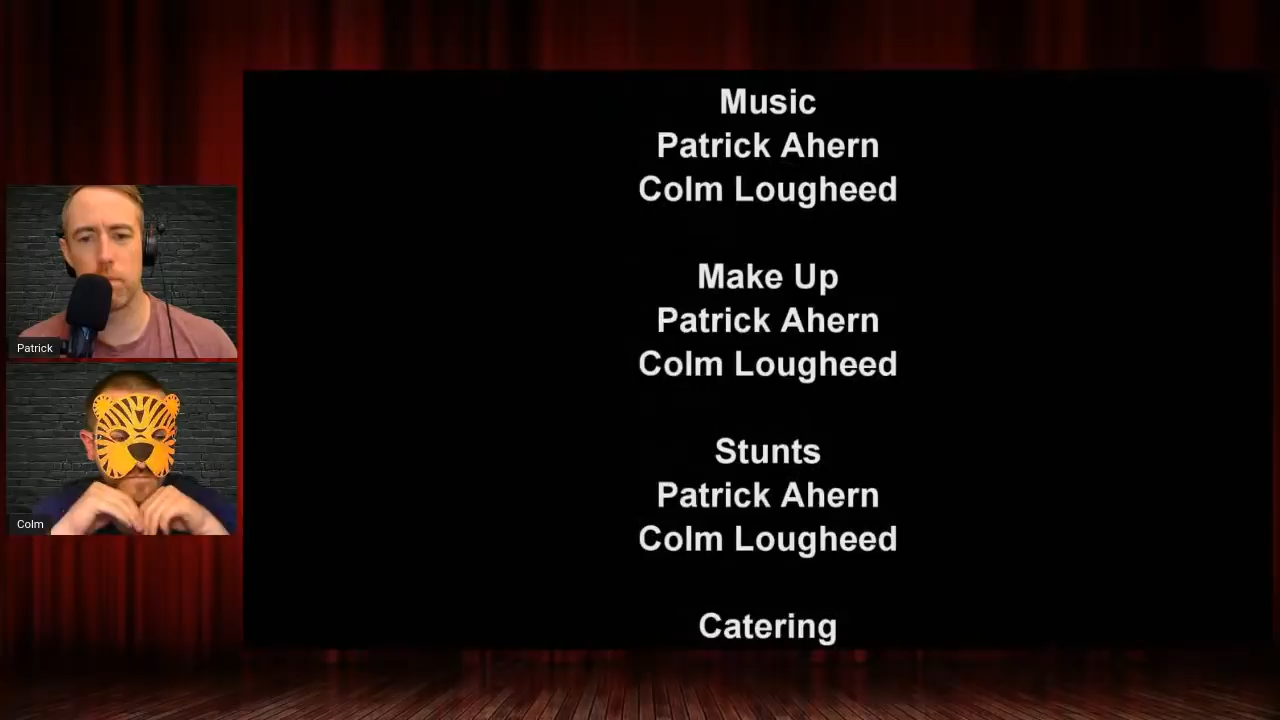 Music
Patrick Ahern
Colm Lougheed
Make Up
Patrick Ahern
Colm Lougheed
Stunts
Patrick Ahern
Colm Lougheed
Catering
Patrick
Colm